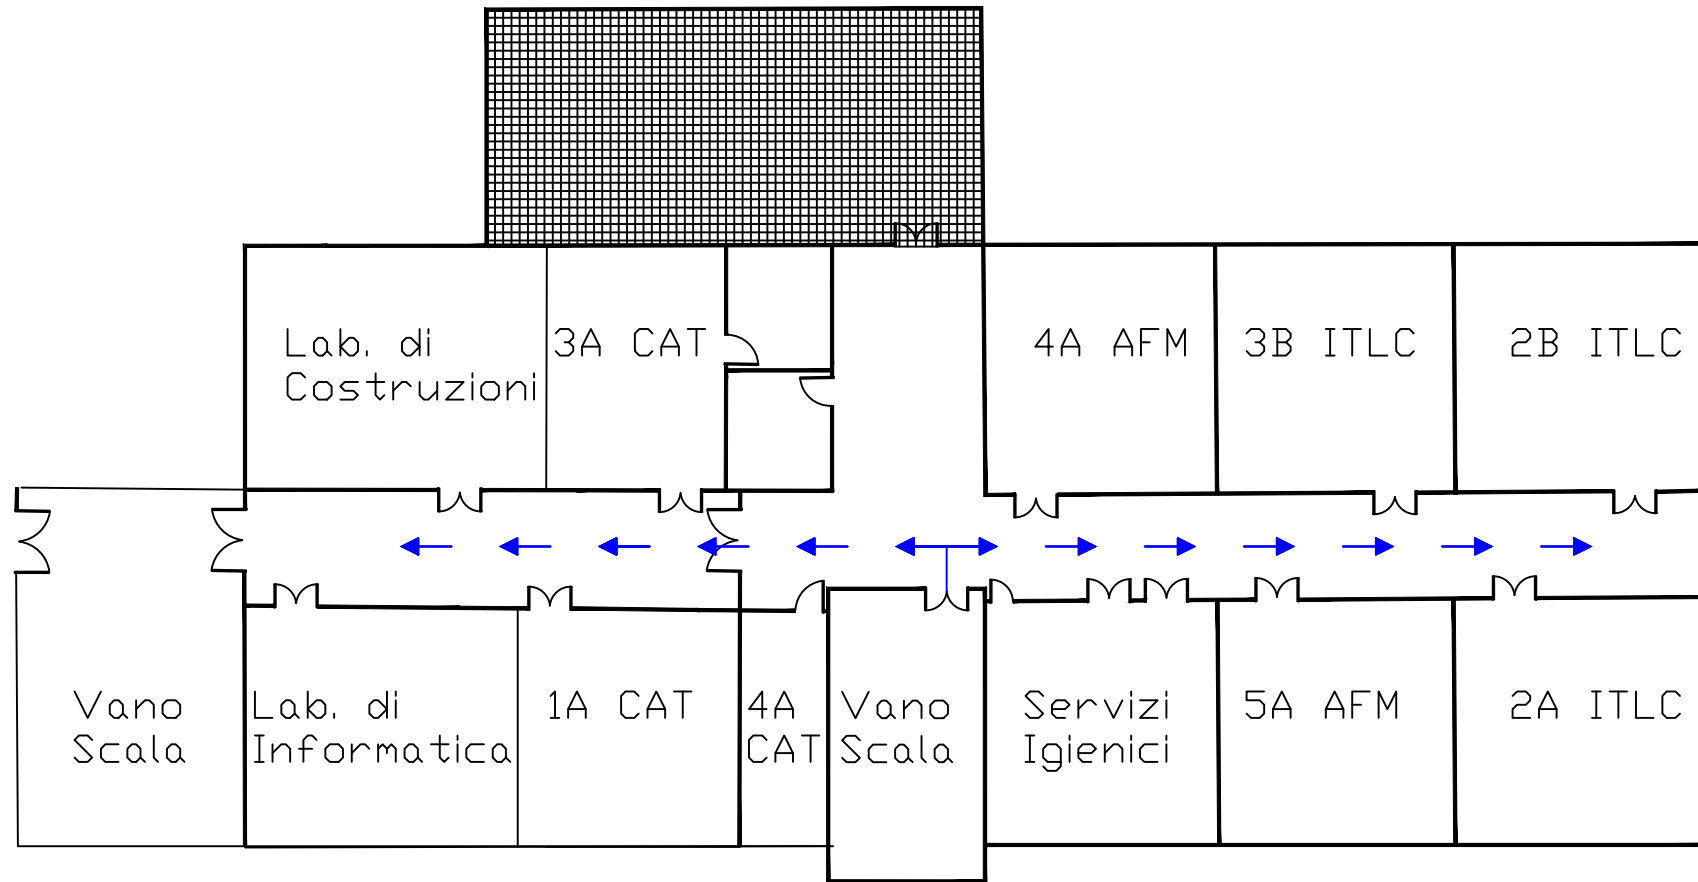 Lab. di
Costruzioni
3A CAT
4A AFM
3B ITLC
2B ITLC
Vano
Scala
Lab. di
Informatica
1A CAT
4A
CAT
Vano
Scala
Servizi
Igienici
5A AFM
2A ITLC